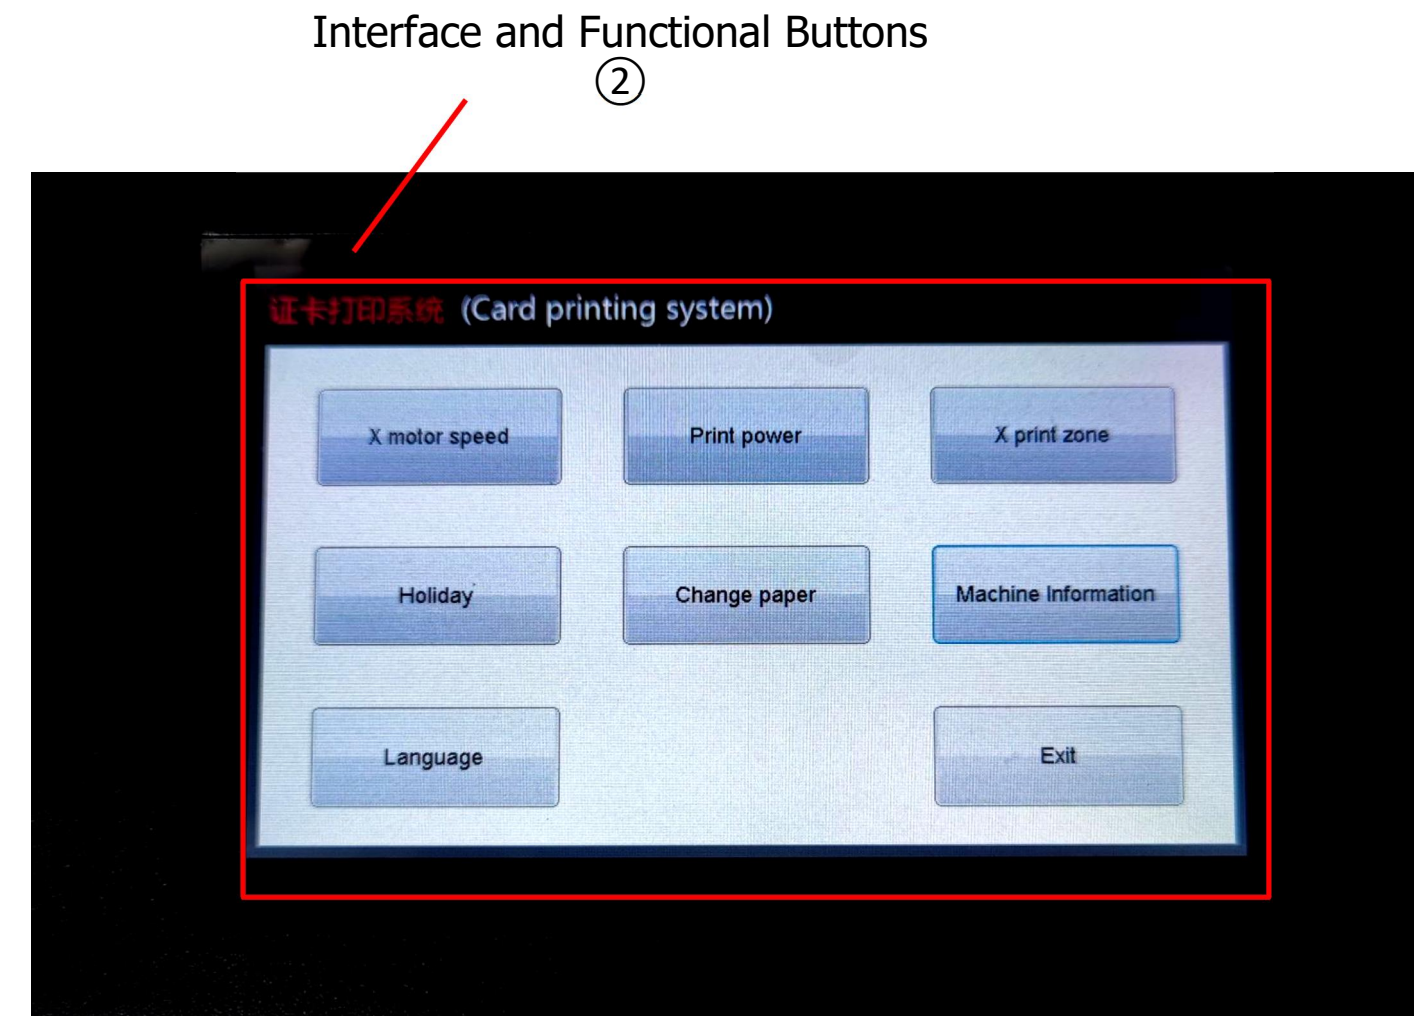 Interface and Functional Buttons
②
证卡打印系统 (Card printing system)
X motor speed
Print power
X print zone
Holiday
Change paper
Machine Information
Language
Exit